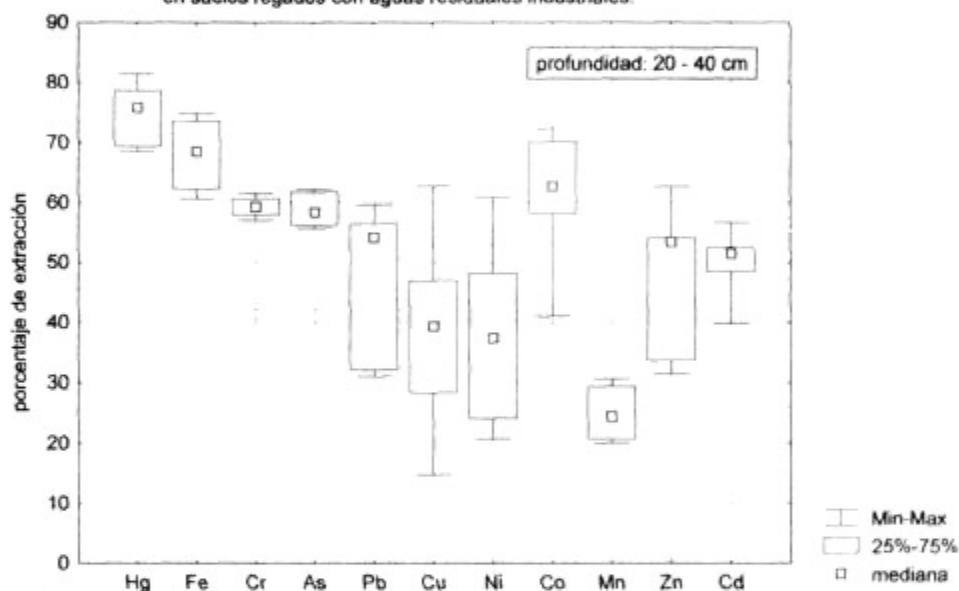 en suelos regados con aguas residuales industriales.
90
profundidad: 20 - 40 cm
80
70
60
50
40
30
20
10
0
porcentaje de extracción
Hg Fe Cr As Pb Cu Ni Co Mn Zn Cd
Min-Max
25%-75%
mediana